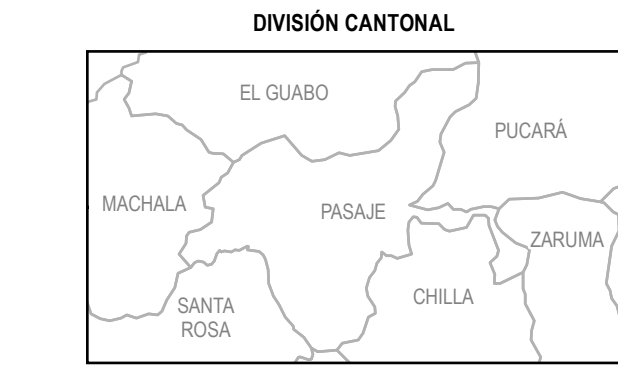 DIVISIÓN CANTONAL
EL GUABO
PUCARÁ
MACHALA
PASAJE
ZARUMA
CHILLA
SANTA
ROSA